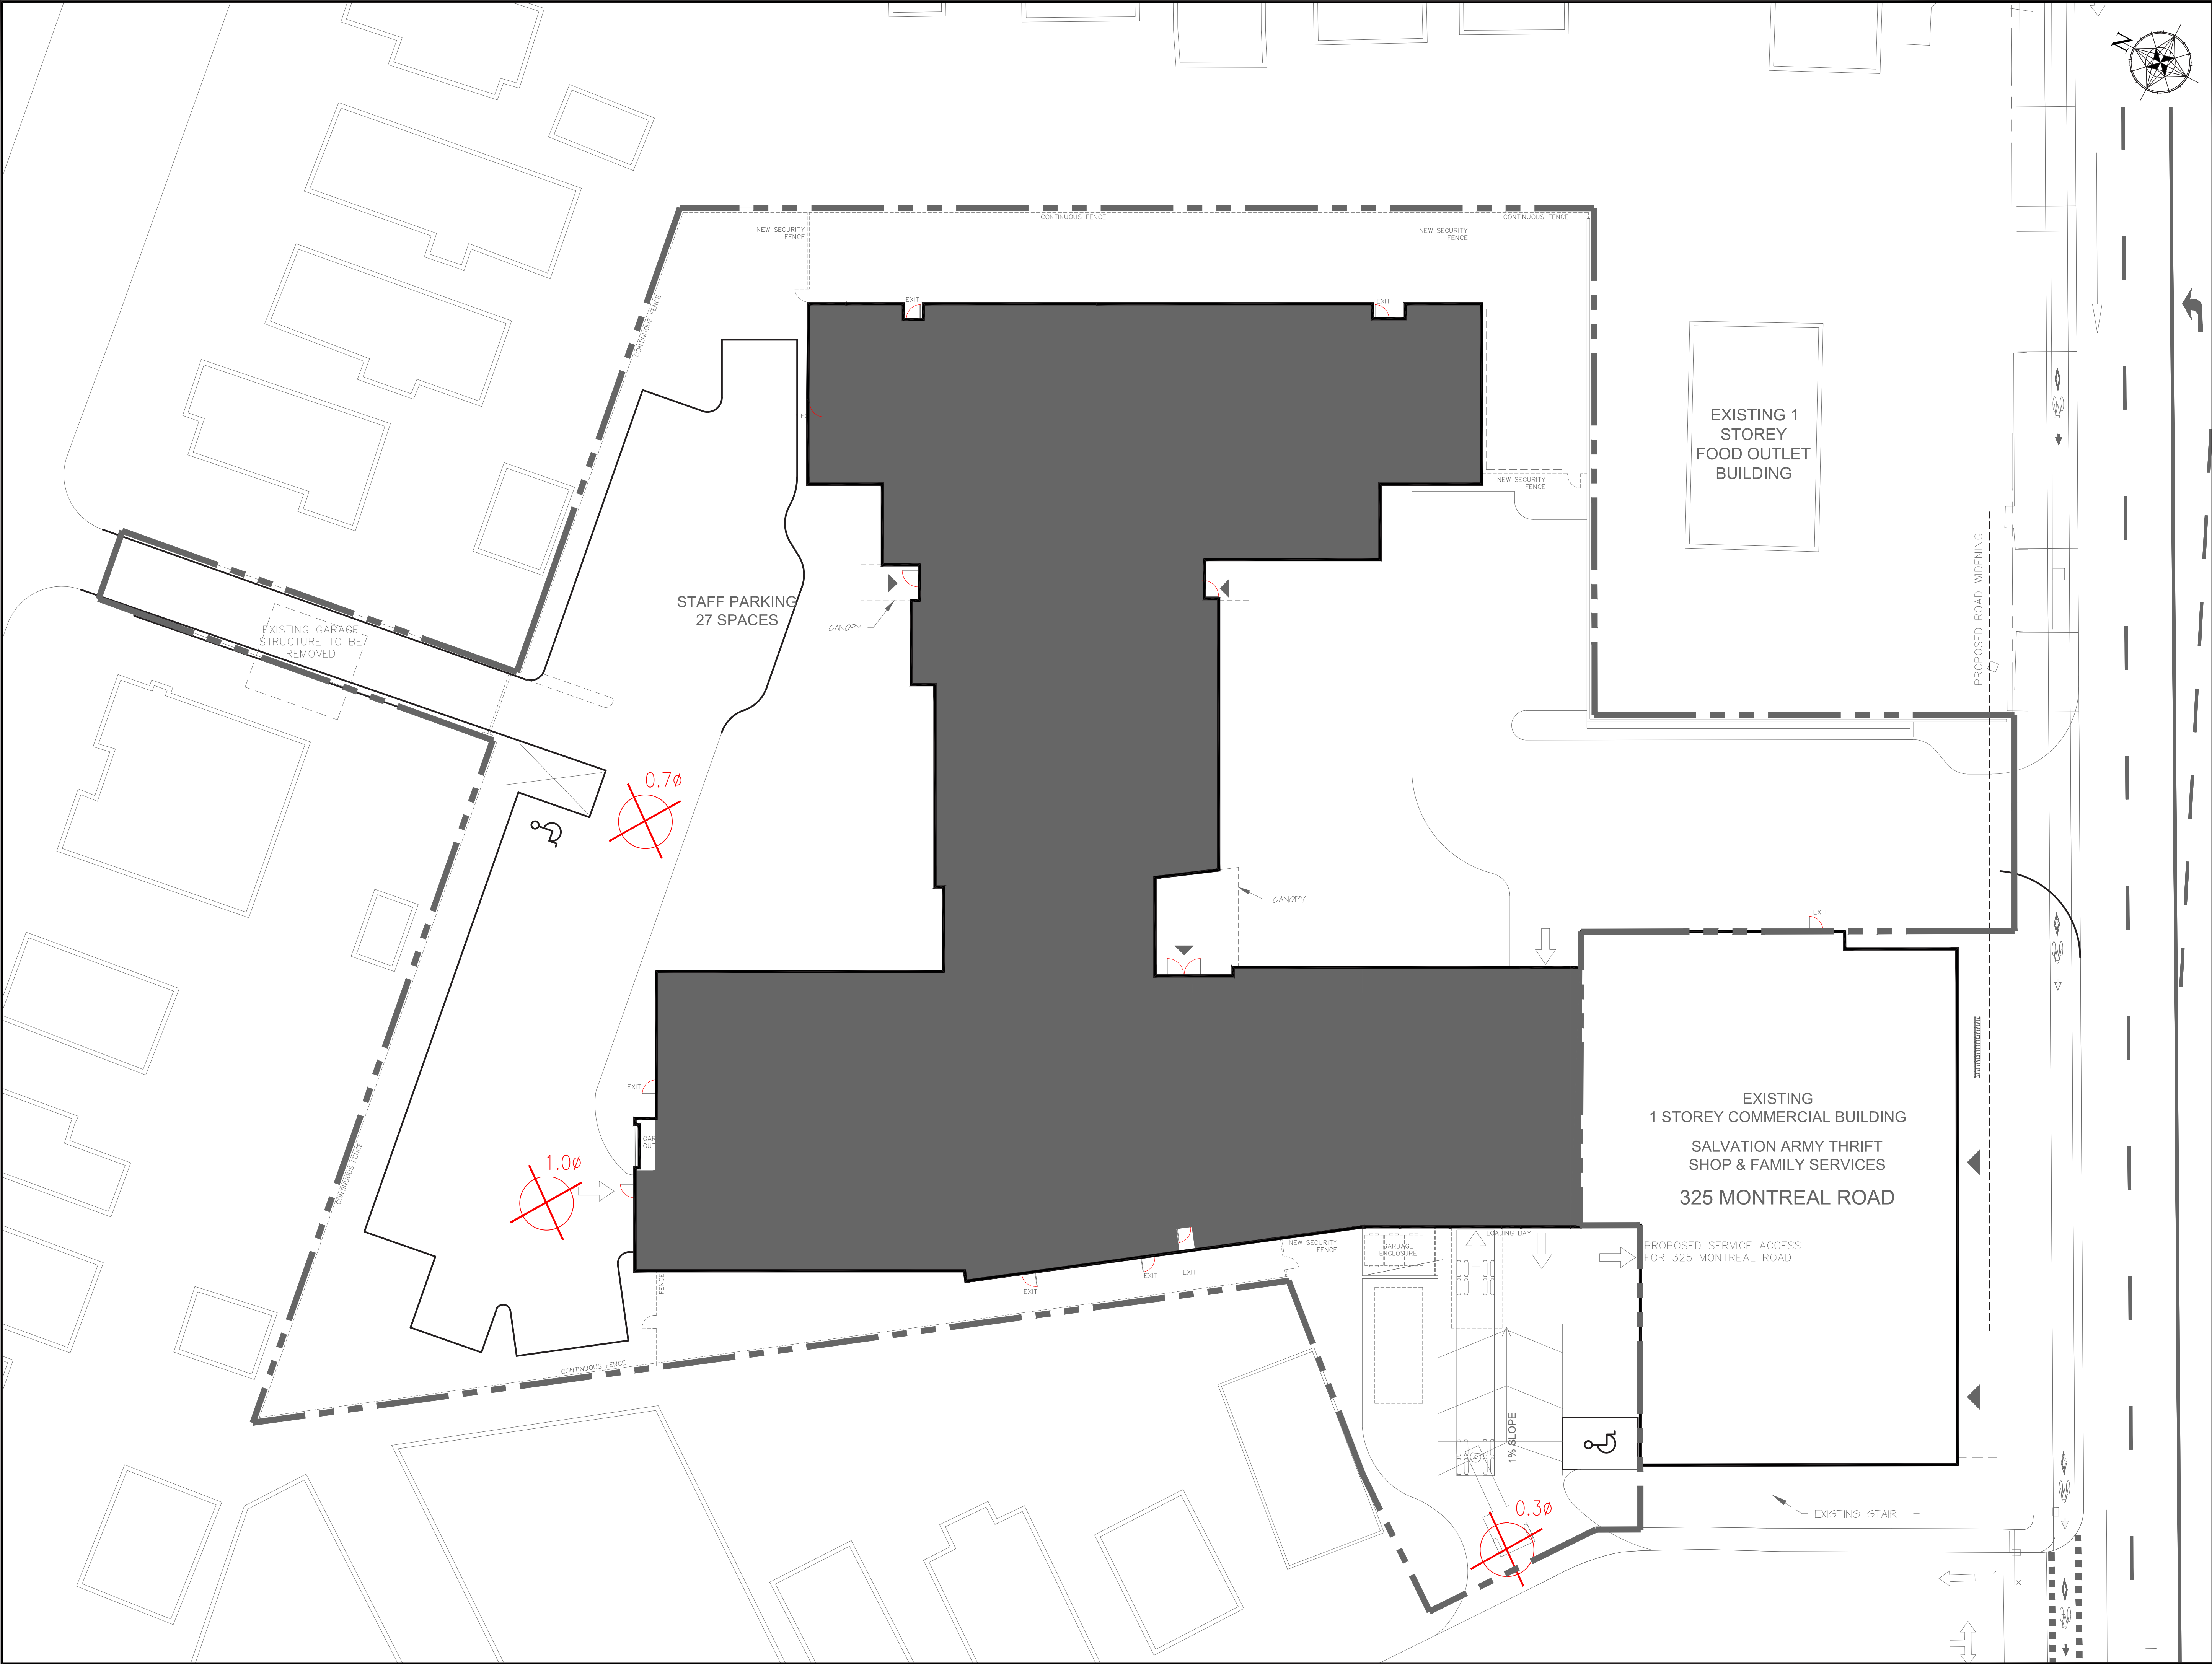 N
CONTINUOUS FENCE
CONTINUOUS FENCE
NEW SECURITY
FENCE
NEW SECURITY
FENCE
CONTINUOUS FENCE
EXIT
EXIT
EXISTING 1
STOREY
FOOD OUTLET
BUILDING
NEW SECURITY
FENCE
PROPOSED ROAD WIDENING
STAFF PARKING
27 SPACES
CANOPY
EXISTING GARAGE
STRUCTURE TO BE
REMOVED
0.7ø
CANOPY
EXIT
EXIT
GAR
OUT
1.0ø
CONTINUOUS FENCE
EXISTING
1 STOREY COMMERCIAL BUILDING
SALVATION ARMY THRIFT
SHOP & FAMILY SERVICES
325 MONTREAL ROAD
LOADING BAY
NEW SECURITY
FENCE
GARBAGE
ENCLOSURE
PROPOSED SERVICE ACCESS
FOR 325 MONTREAL ROAD
FENCE
EXIT
EXIT
EXIT
CONTINUOUS FENCE
1% SLOPE
0.3ø
EXISTING STAIR